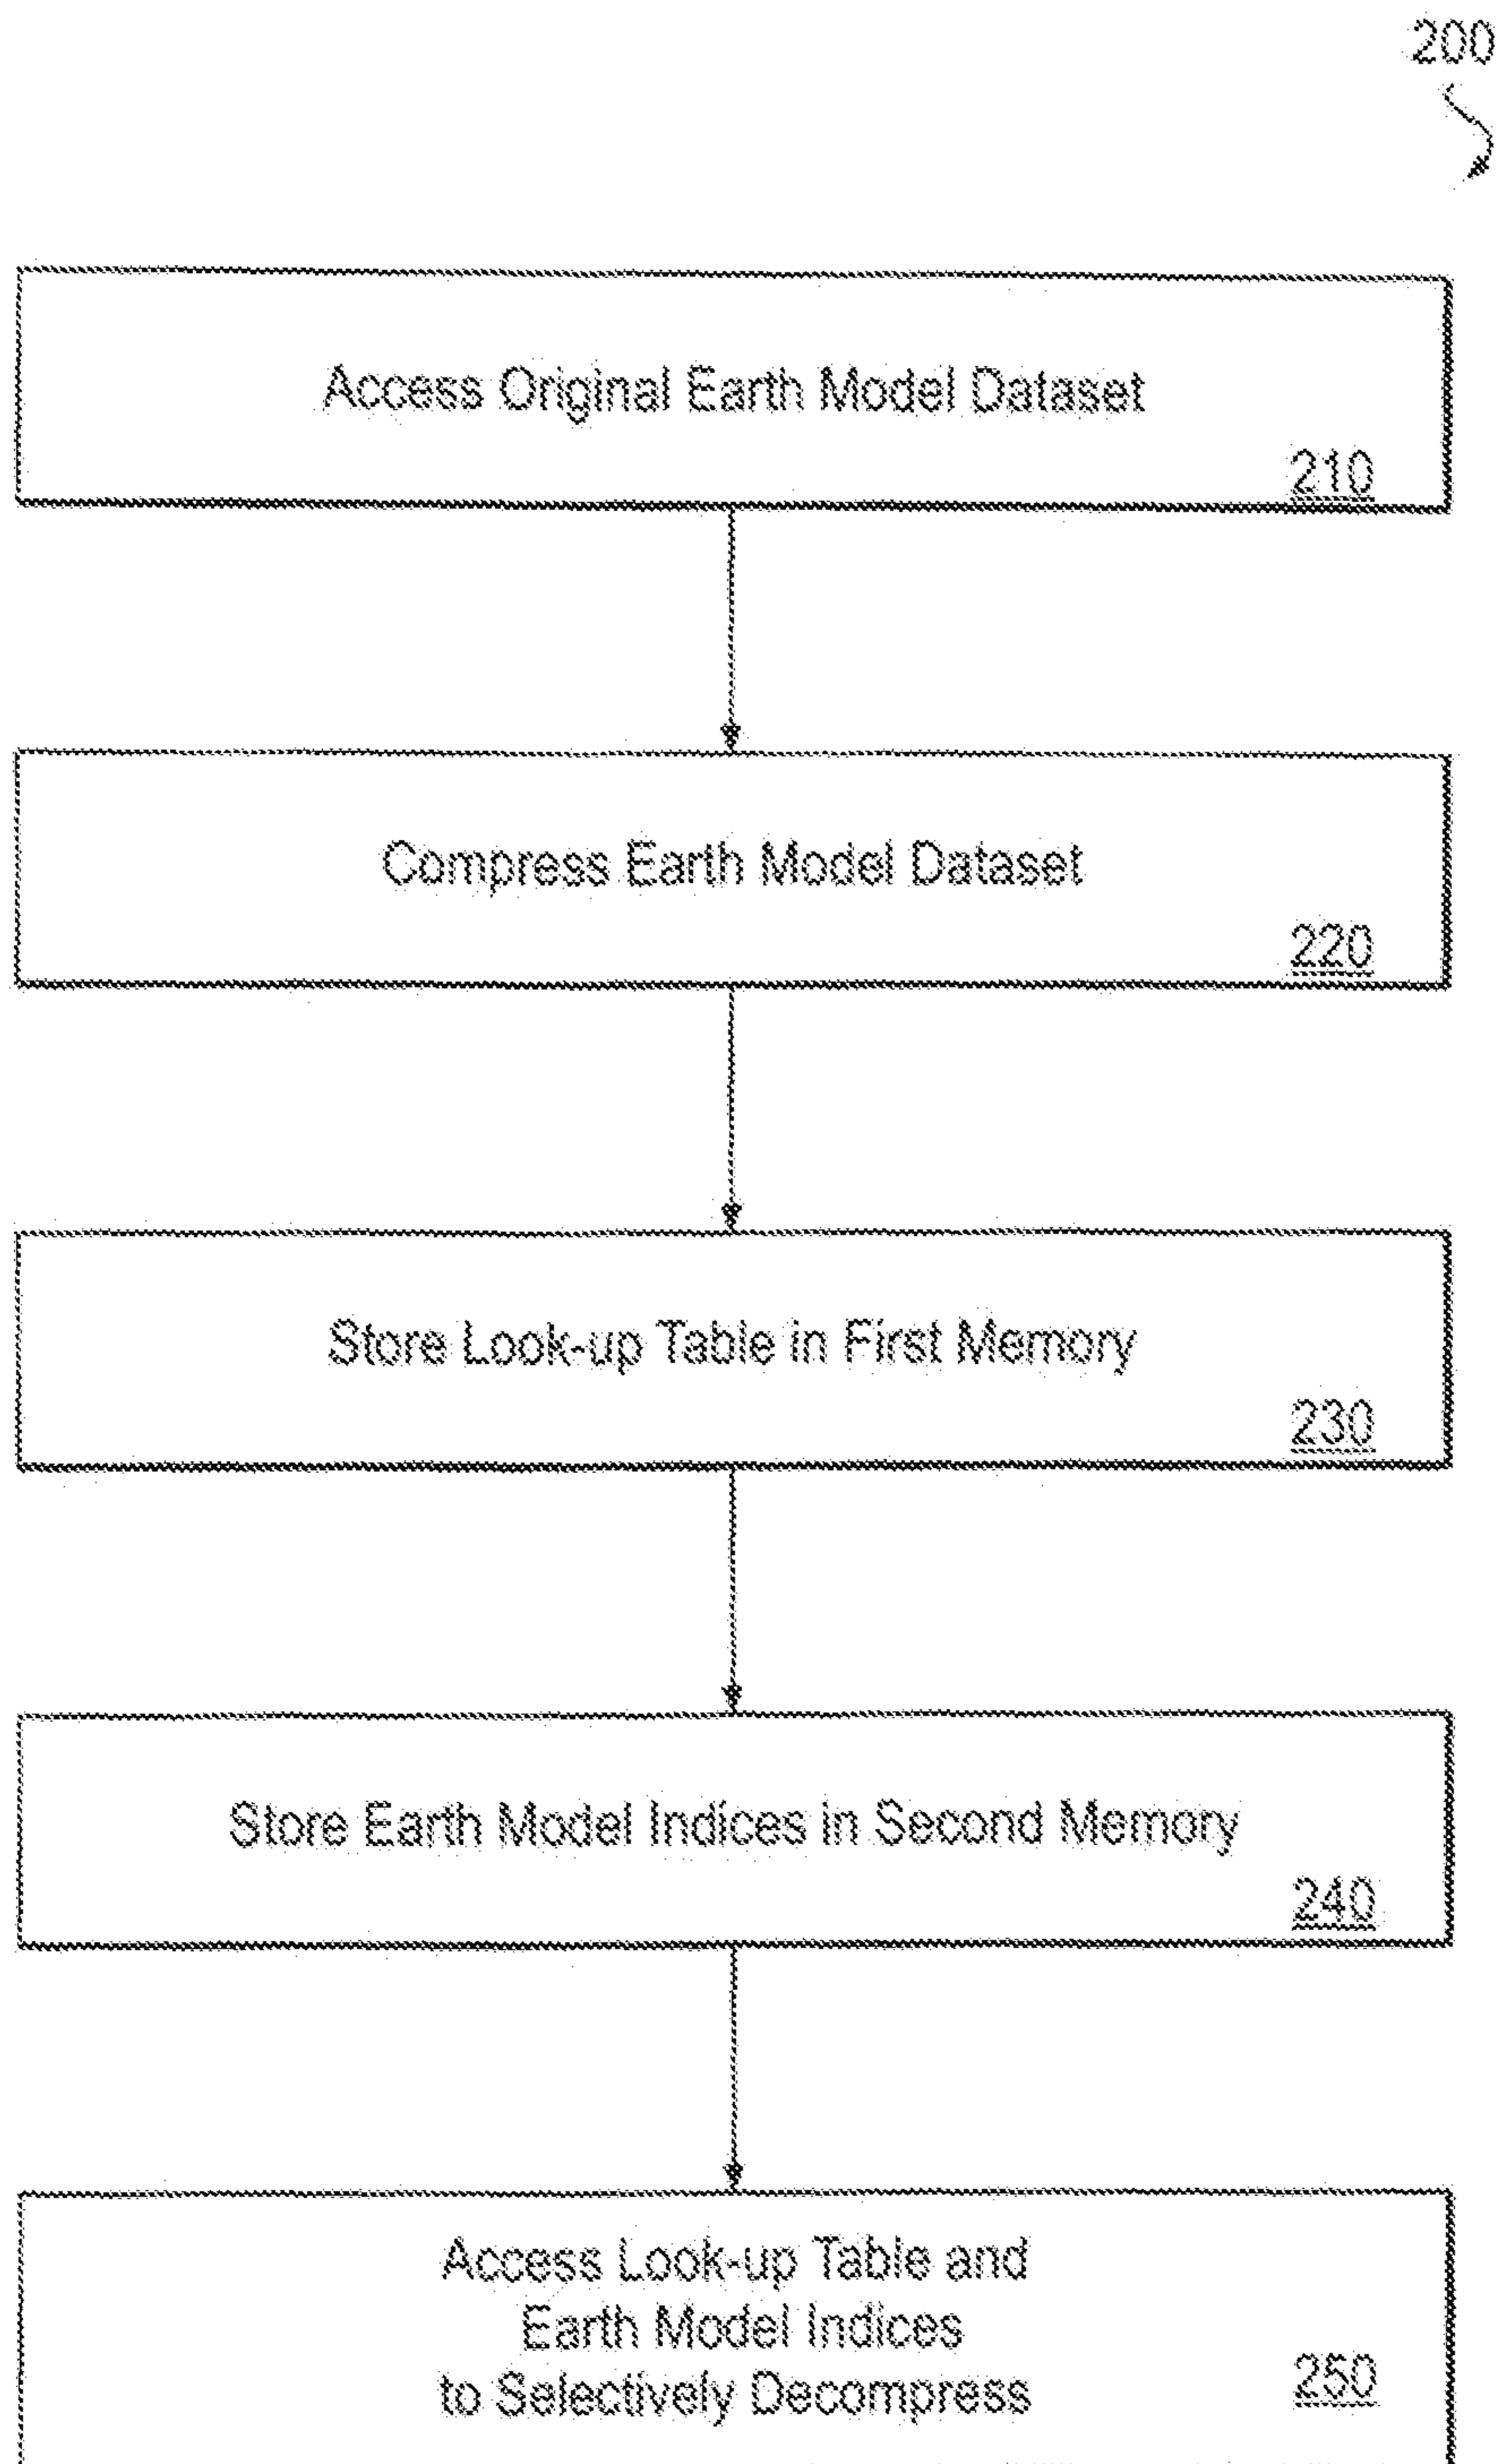 200
Access Original Earth Model Dataset
210
Compress Earth Model Dataset
220
Store Look-up Table in First Memory
230
Store Earth Model Indices in Second Memory
240
Access Look-up Table and
Earth Model Indices
to Selectively Decompress
250